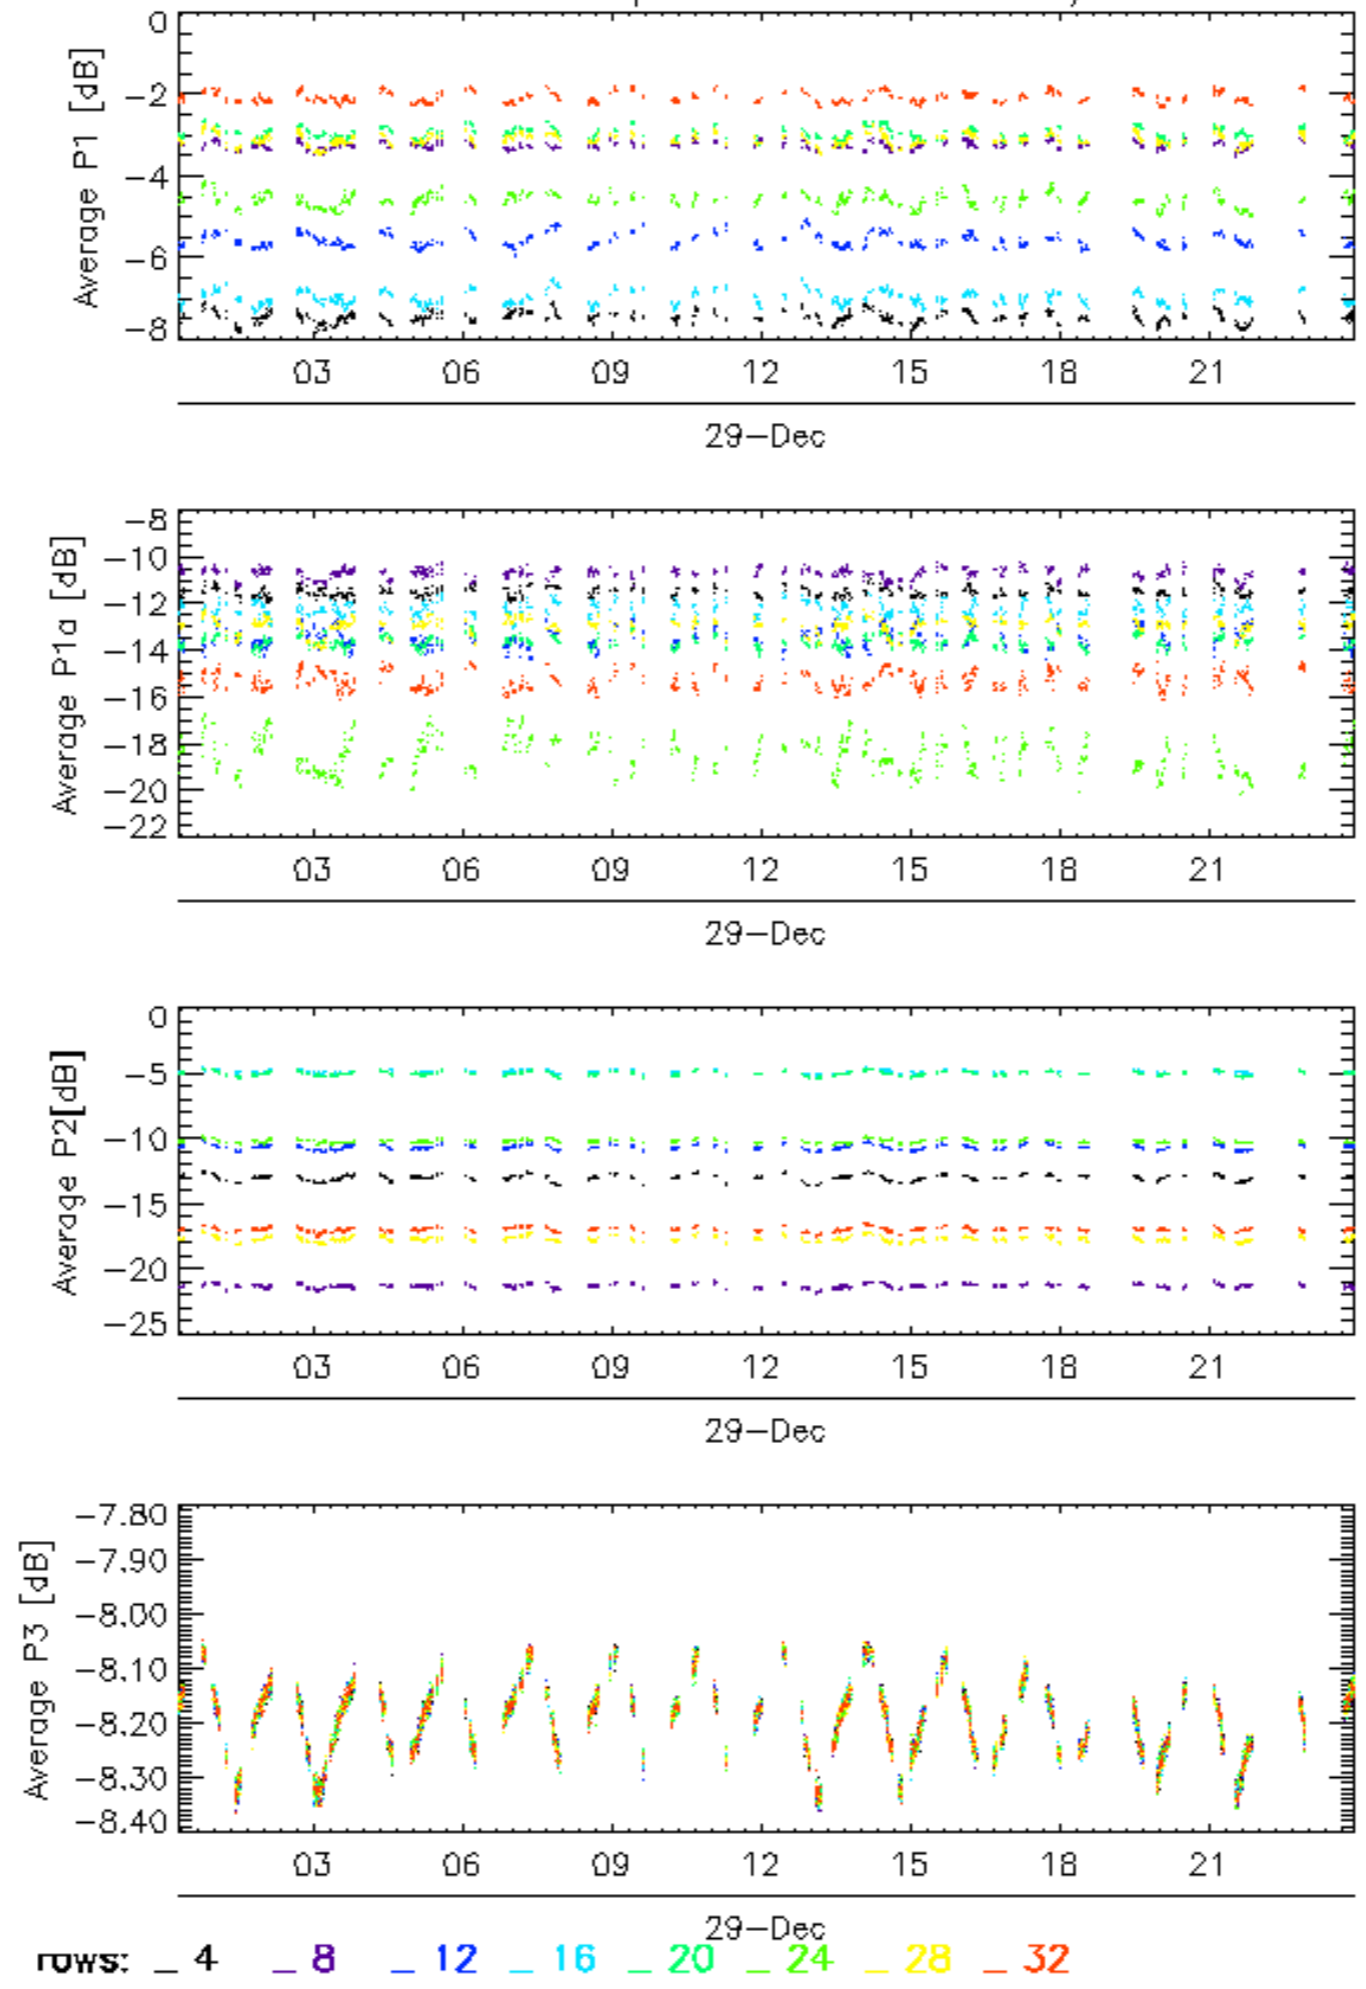 0
-2
-4
-6
-8
Average P1 [dB]
03 06 09 12 15 18 21
29-Dec
-8
-10
-12
-14
-16
-18
-20
-22
Average P1a [dB]
03 06 09 12 15 18 21
29-Dec
0
-5
-10
-15
-20
-25
Average P2[dB]
03 06 09 12 15 18 21
29-Dec
-7.80
-7.90
-8.00
-8.10
-8.20
-8.30
-8.40
Average P3 [dB]
03 06 09 12 15 18 21
29-Dec
rows: _ 4 _ 8 _ 12 _ 16 _ 20 _ 24 _ 28 _ 32